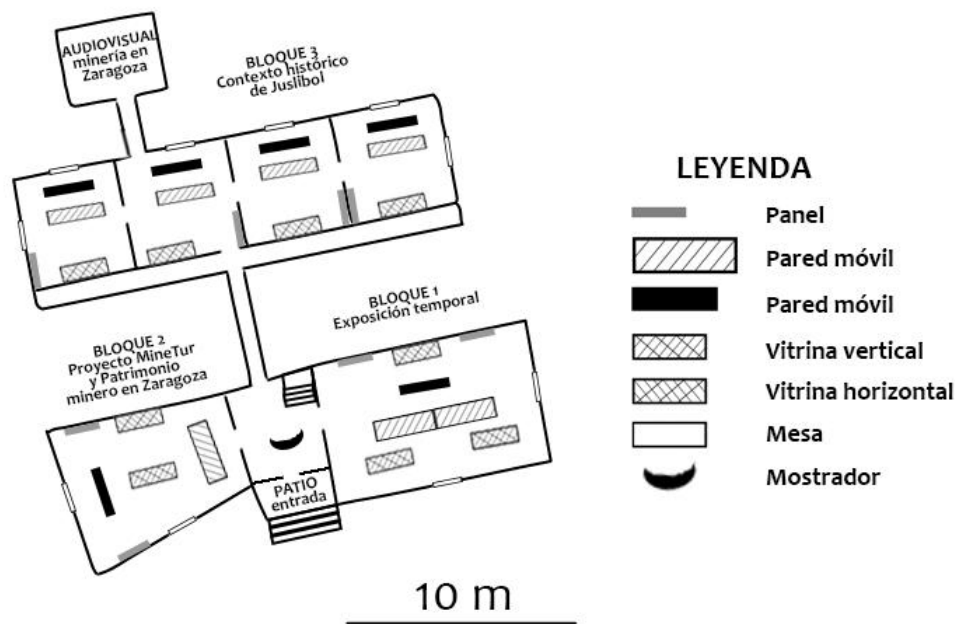 AUDIOVISUAL
minería en
Zaragoza
BLOQUE 3
Contexto histórico
de Juslibol
BLOQUE 1
Exposición temporal
BLOQUE 2
Proyecto MineTur
y Patrimonio
minero en Zaragoza
PATIO
entrada
10 m
LEYENDA
Panel
Pared móvil
Pared móvil
Vitrina vertical
Vitrina horizontal
Mesa
Mostrador